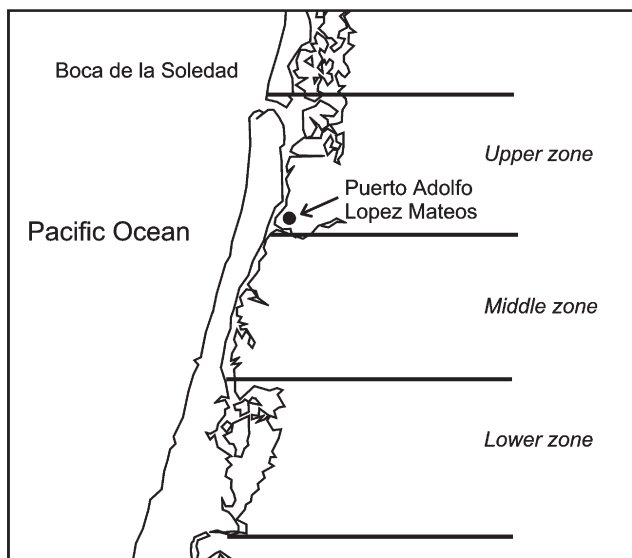 Boca de la Soledad
Upper zone
Puerto Adolfo
Lopez Mateos
Pacific Ocean
Middle zone
Lower zone